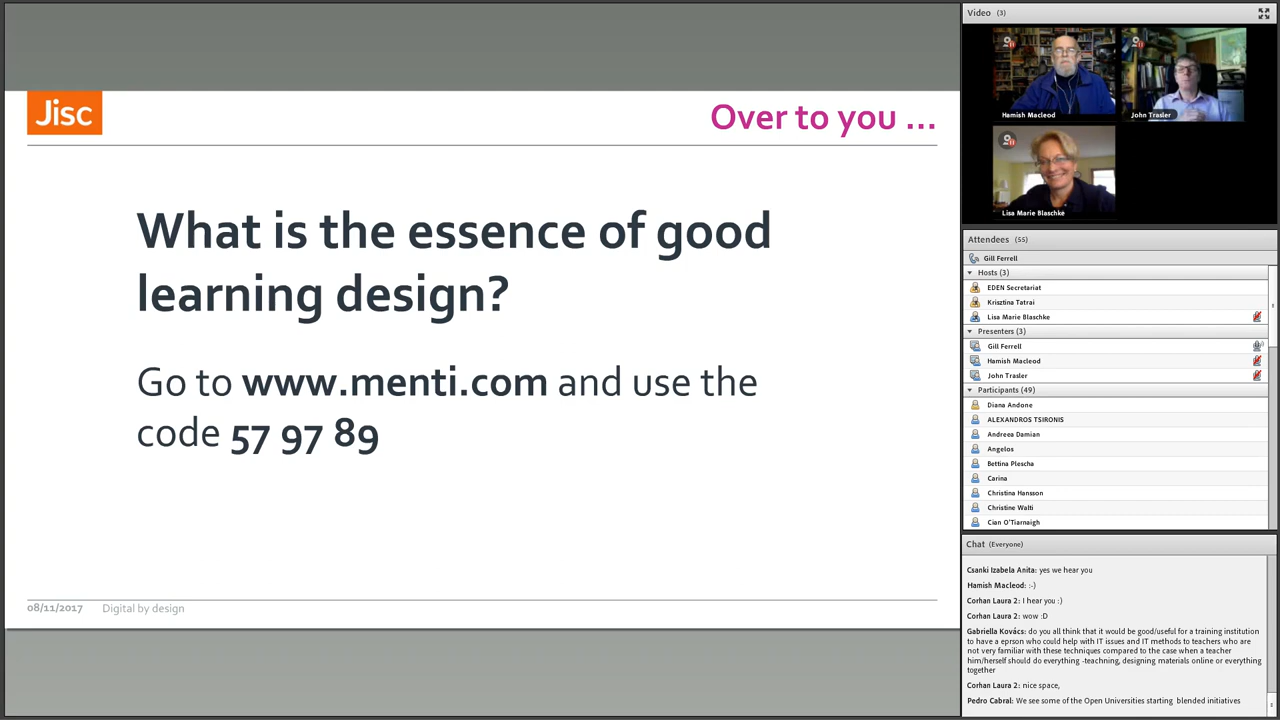 Jisc
Over to you ...
What is the essence of good
learning design?
Go to www.menti.com and use the
code 57 97 89
08/11/2017 Digital by design
Video (3)
Hamish Macleod
John Trasler
Lisa Marie Blaschke
Attendees (55)
Gill Ferrell
Hosts (3)
EDEN Secretariat
Krisztina Tatrai
Lisa Marie Blaschke
Presenters (3)
Gill Ferrell
Hamish Macleod
John Trasler
Participants (49)
Diana Andone
ALEXANDROS TSIRONIS
Andreea Damian
Angelos
Bettina Plescha
Carina
Christina Hansson
Christine Walti
Cian O'Tiarnaigh
Chat (Everyone)
Csanki Izabela Anita: yes we hear you
Hamish Macleod: :-)
Corhan Laura 2: I hear you :)
Corhan Laura 2: wow :D
Gabriella Kovács: do you all think that it would be good/useful for a training institution
to have a eprson who could help with IT issues and IT methods to teachers who are
not very familiar with these techniques compared to the case when a teacher
him/herself should do everything -teachning, designing materials online or everything
together
Corhan Laura 2: nice space,
Pedro Cabral: We see some of the Open Universities starting blended initiatives